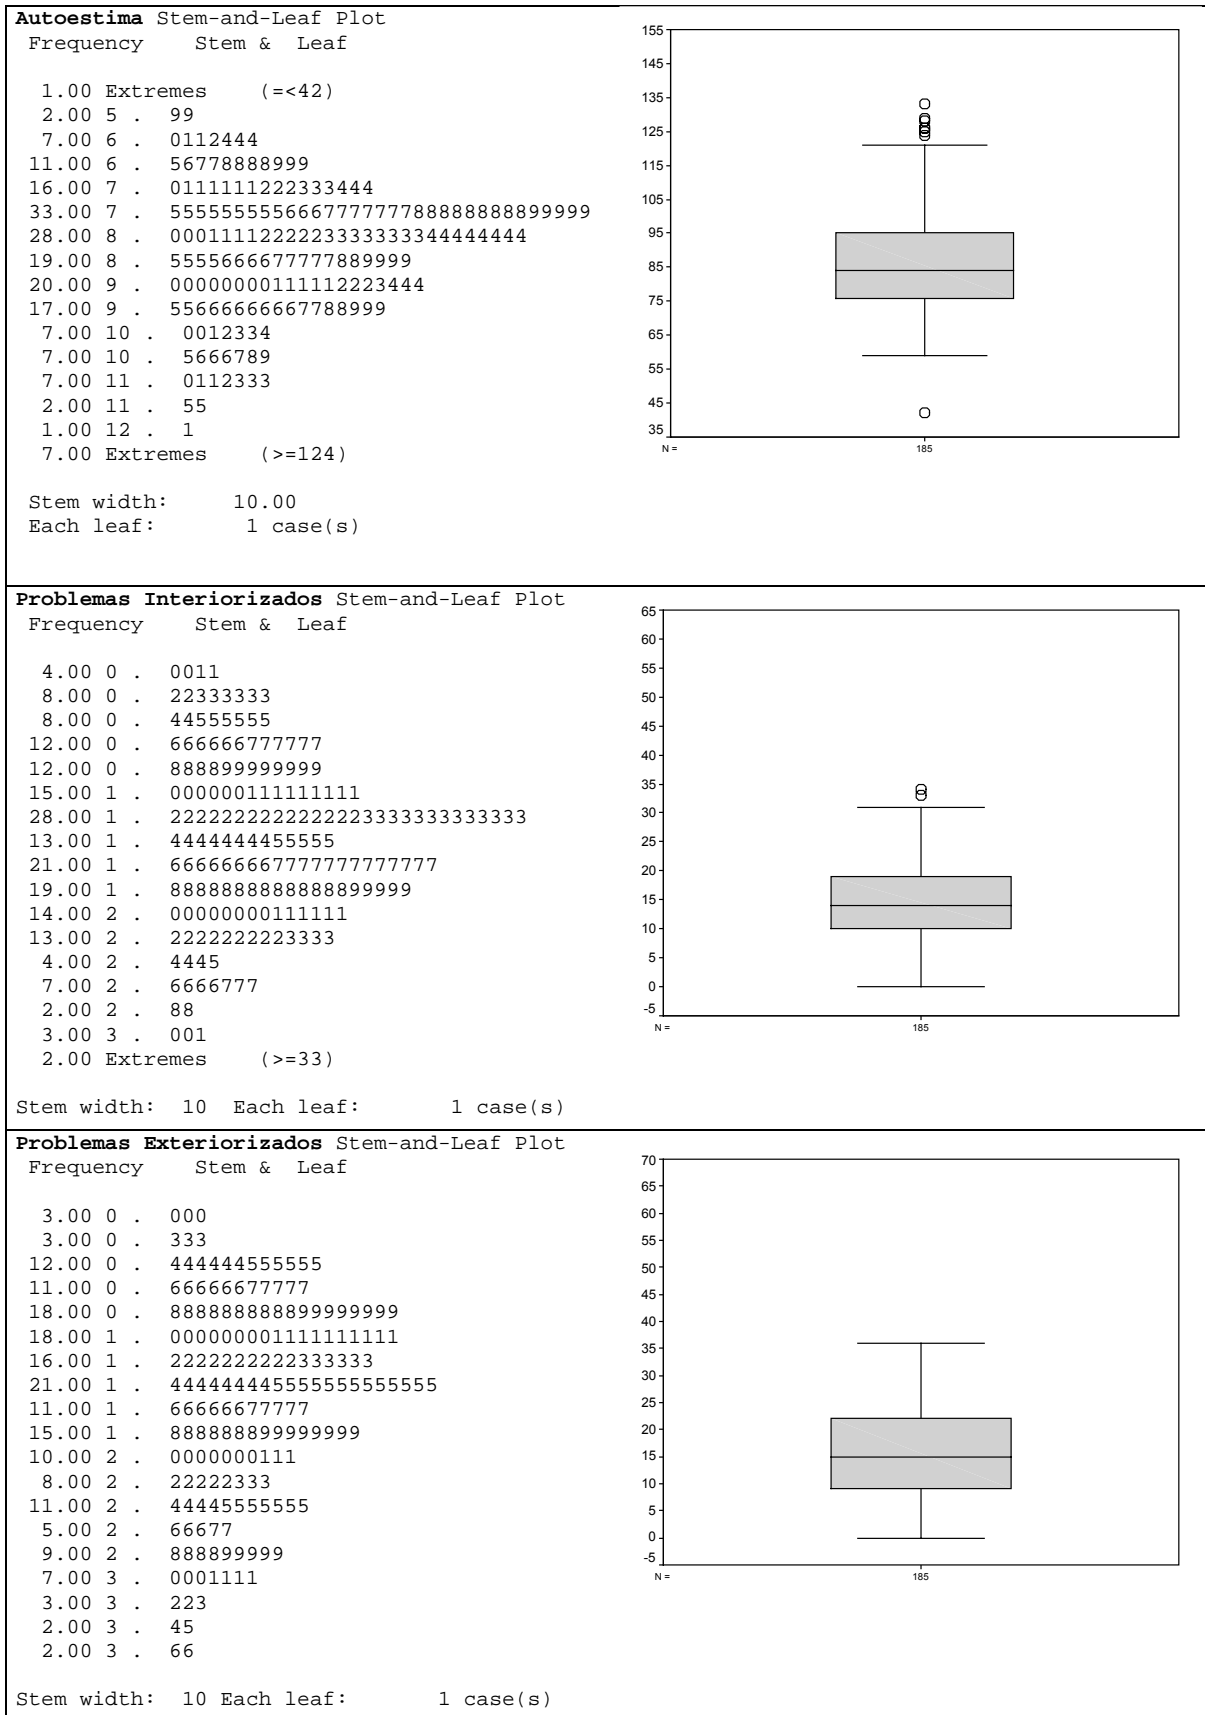 Autoestima Stem-and-Leaf Plot
Frequency    Stem &  Leaf
1.00 Extremes    (=<42)
2.00 5 .  99
7.00 6 .  0112444
11.00 6 .  56778888999
16.00 7 .  0111111222333444
33.00 7 .  555555555666777777788888888899999
28.00 8 .  0001111222223333333344444444
19.00 8 .  5555666677777889999
20.00 9 .  00000000111112223444
17.00 9 .  55666666667788999
7.00 10 .  0012334
7.00 10 .  5666789
7.00 11 .  0112333
2.00 11 .  55
1.00 12 .  1
7.00 Extremes    (>=124)
Stem width:     10.00
Each leaf:       1 case(s)
155
145
135
125
115
105
95
85
75
65
55
45
35
N =
185
Problemas Interiorizados Stem-and-Leaf Plot
Frequency    Stem &  Leaf
4.00 0 .  0011
8.00 0 .  22333333
8.00 0 .  44555555
12.00 0 .  666666777777
12.00 0 .  888899999999
15.00 1 .  000000111111111
28.00 1 .  2222222222222223333333333333
13.00 1 .  4444444455555
21.00 1 .  666666667777777777777
19.00 1 .  8888888888888899999
14.00 2 .  00000000111111
13.00 2 .  2222222223333
4.00 2 .  4445
7.00 2 .  6666777
2.00 2 .  88
3.00 3 .  001
2.00 Extremes    (>=33)
Stem width:  10  Each leaf:       1 case(s)
65
60
55
50
45
40
35
30
25
20
15
10
5
0
-5
N =
185
Problemas Exteriorizados Stem-and-Leaf Plot
Frequency    Stem &  Leaf
3.00 0 .  000
3.00 0 .  333
12.00 0 .  444444555555
11.00 0 .  66666677777
18.00 0 .  888888888899999999
18.00 1 .  000000001111111111
16.00 1 .  2222222222333333
21.00 1 .  444444445555555555555
11.00 1 .  66666677777
15.00 1 .  888888899999999
10.00 2 .  0000000111
8.00 2 .  22222333
11.00 2 .  44445555555
5.00 2 .  66677
9.00 2 .  888899999
7.00 3 .  0001111
3.00 3 .  223
2.00 3 .  45
2.00 3 .  66
Stem width:  10 Each leaf:       1 case(s)
70
65
60
55
50
45
40
35
30
25
20
15
10
5
0
-5
N =
185